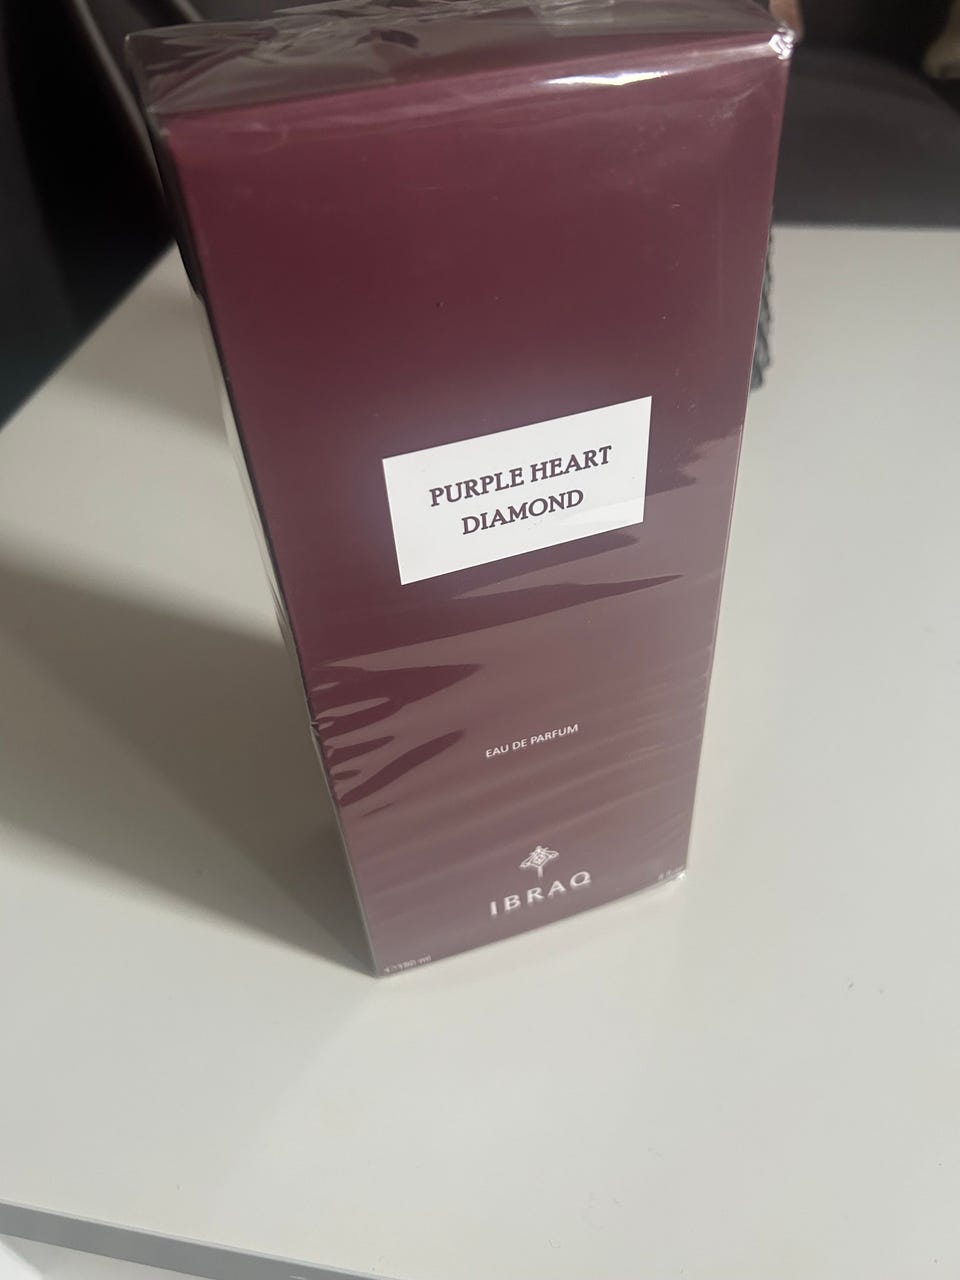 PURPLE HEART
DIAMOND
EAU DE PARFUM
IBRAQ